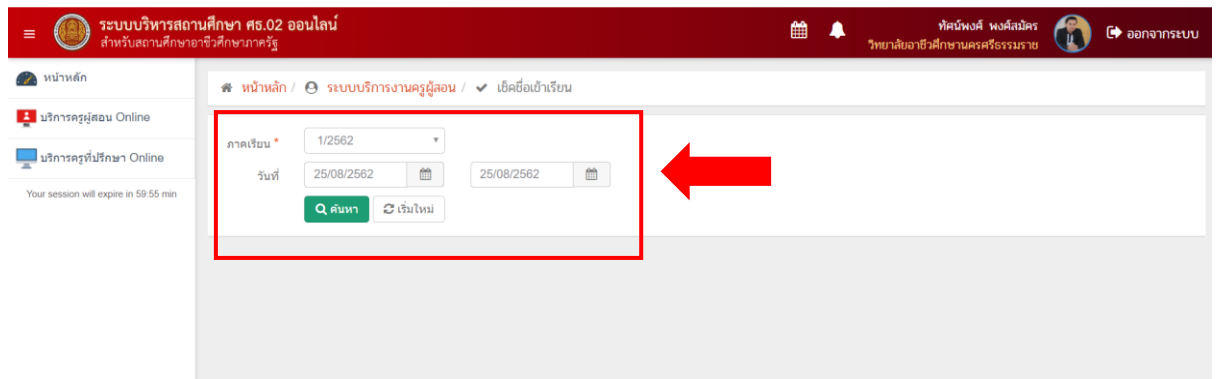 ระบบบริหารสถานศึกษา ศธ.02 ออนไลน์
สำหรับสถานศึกษาอาชีวศึกษาภาครัฐ
ทัศน์พงศ์ พงศ์สมัคร
วิทยาลัยอาชีวศึกษานครศรีธรรมราช
ออกจากระบบ
หน้าหลัก
บริการครูผู้สอน Online
บริการครูที่ปรึกษา Online
Your session will expire in 59:55 min
หน้าหลัก / ระบบบริการงานครูผู้สอน / เช็คชื่อเข้าเรียน
ภาคเรียน * 1/2562
วันที่ 25/08/2562 25/08/2562
ค้นหา เริ่มใหม่